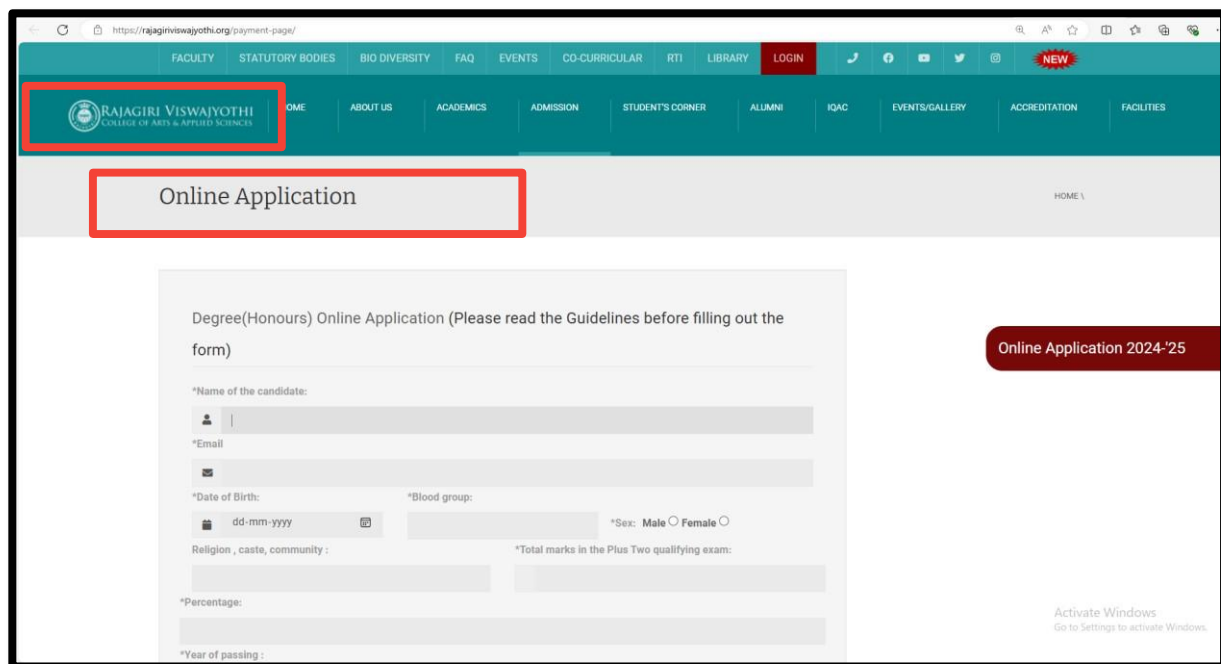 https://rajagiriviswajyothi.org/payment-page/
FACULTY STATUTORY BODIES BIO DIVERSITY FAQ EVENTS CO-CURRICULAR RTI LIBRARY LOGIN NEW
RAJAGIRI VISWAJYOTHI
COLLEGE OF ARTS & APPLIED SCIENCES
HOME ABOUT US ACADEMICS ADMISSION STUDENT'S CORNER ALUMNI IQAC EVENTS/GALLERY ACCREDITATION FACILITIES
Online Application
HOME \
Degree(Honours) Online Application (Please read the Guidelines before filling out the
form)
Online Application 2024-'25
*Name of the candidate:
*Email
*Date of Birth: *Blood group:
dd-mm-yyyy *Sex: Male Female
Religion , caste, community : *Total marks in the Plus Two qualifying exam:
*Percentage:
*Year of passing :
Activate Windows
Go to Settings to activate Windows.